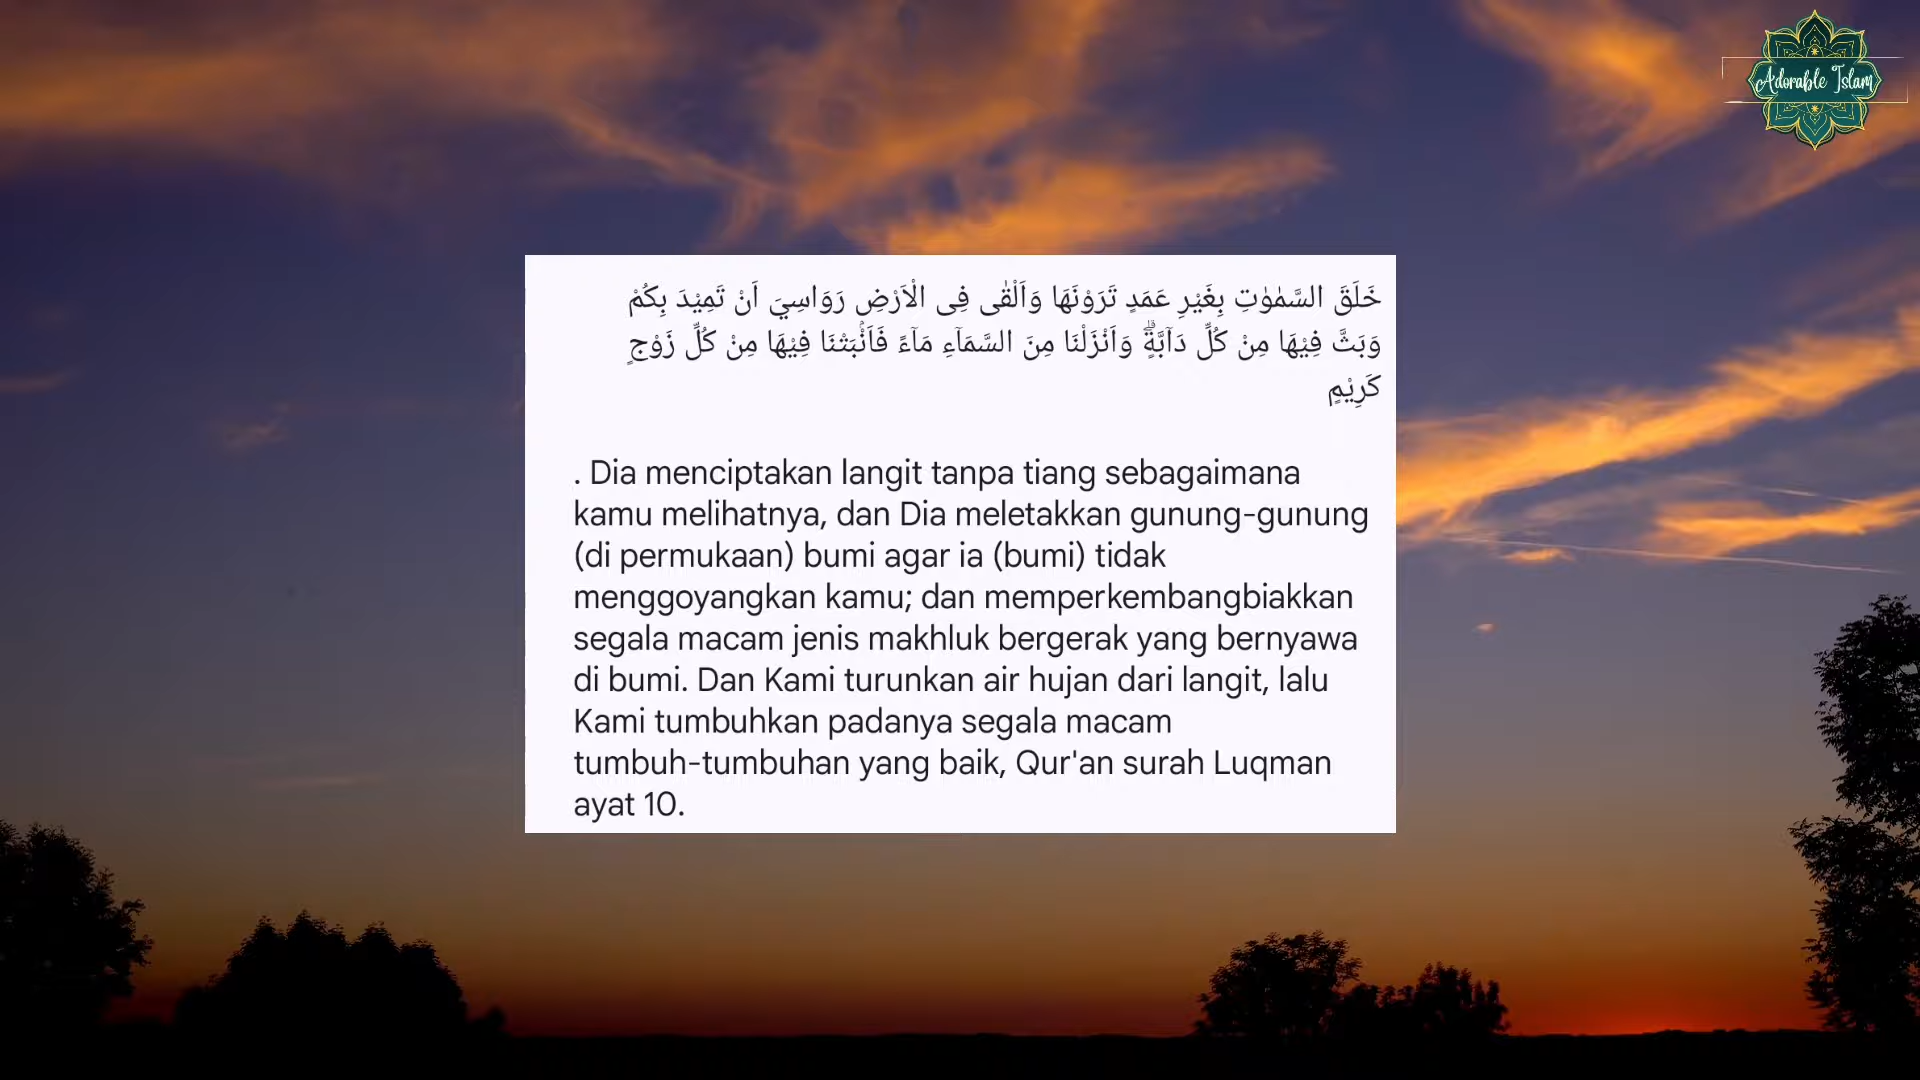 Adorable Islam
خَلَقَ السَّمٰوٰتِ بِغَيْرِ عَمَدٍ تَرَوْنَهَا وَاَلْقٰى فِى الْاَرْضِ رَوَاسِيَ اَنْ تَمِيْدَ بِكُمْ
وَبَثَّ فِيْهَا مِنْ كُلِّ دَاۤبَّةٍۗ وَاَنْزَلْنَا مِنَ السَّمَاۤءِ مَاۤءً فَاَنْۢبَتْنَا فِيْهَا مِنْ كُلِّ زَوْجٍ
كَرِيْمٍ
. Dia menciptakan langit tanpa tiang sebagaimana
kamu melihatnya, dan Dia meletakkan gunung-gunung
(di permukaan) bumi agar ia (bumi) tidak
menggoyangkan kamu; dan memperkembangbiakkan
segala macam jenis makhluk bergerak yang bernyawa
di bumi. Dan Kami turunkan air hujan dari langit, lalu
Kami tumbuhkan padanya segala macam
tumbuh-tumbuhan yang baik, Qur'an surah Luqman
ayat 10.